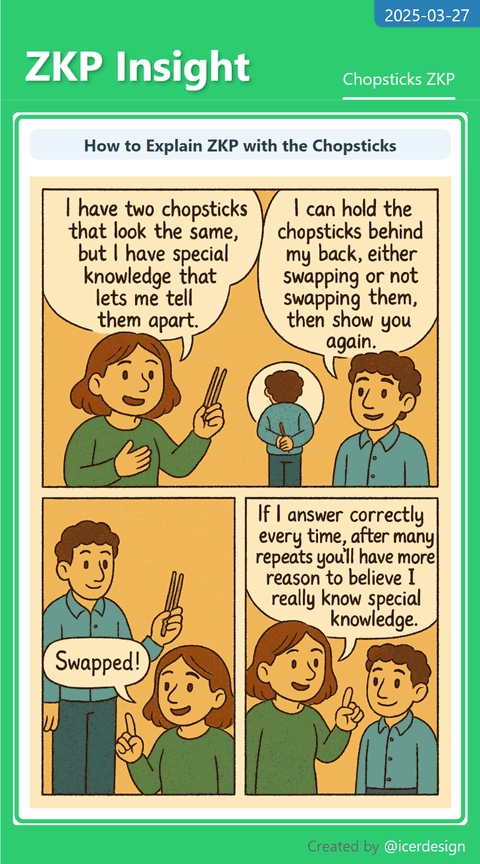 2025-03-27
ZKP Insight
Chopsticks ZKP
How to Explain ZKP with the Chopsticks
I have two chopsticks
that look the same,
but I have special
knowledge that
lets me tell
them apart.
I can hold the
chopsticks behind
my back, either
swapping or not
swapping them,
then show you
again.
Swapped!
If I answer correctly
every time, after many
repeats you'll have more
reason to believe I
really know special
knowledge.
Created by @icerdesign